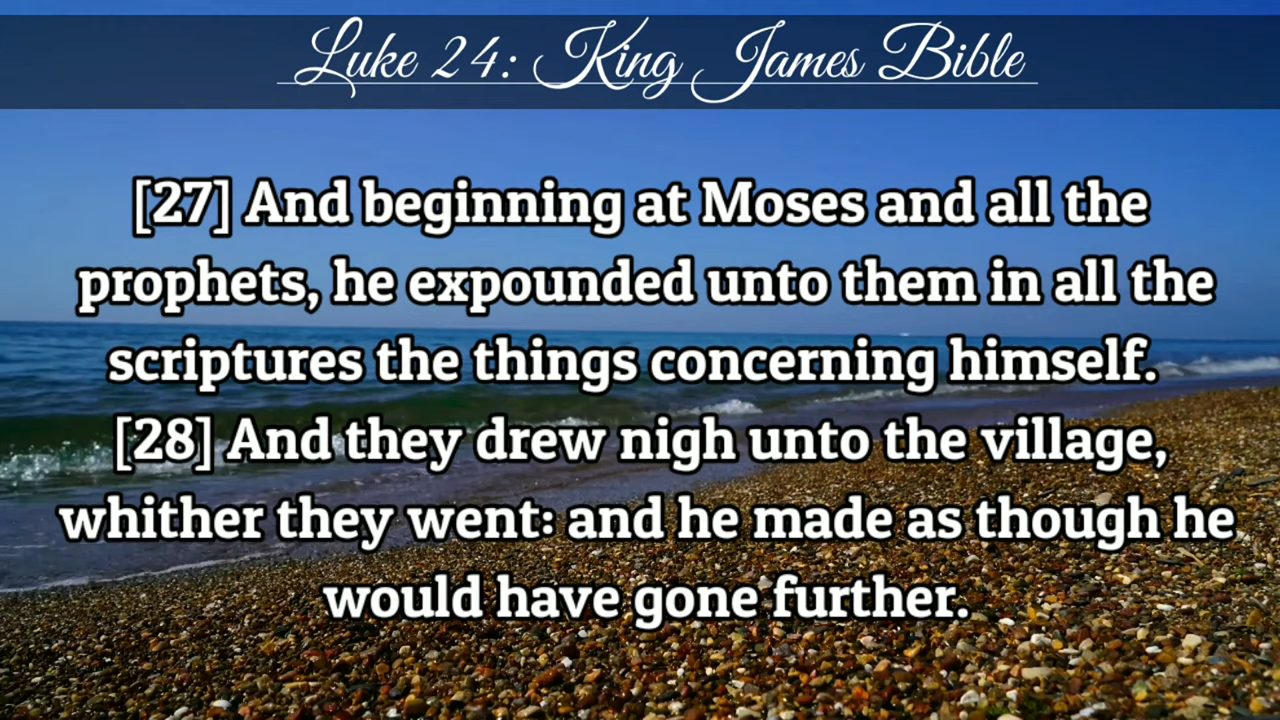 Luke 24: King James Bible
[27] And beginning at Moses and all the
prophets, he expounded unto them in all the
scriptures the things concerning himself.
[28] And they drew nigh unto the village,
whither they went: and he made as though he
would have gone further.